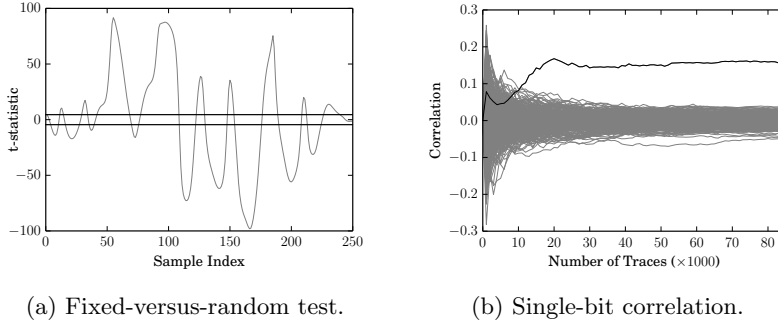 100
50
0
−50
−100
t-statistic
0 50 100 150 200 250
Sample Index
(a) Fixed-versus-random test.
0.3
0.2
0.1
0.0
−0.1
−0.2
−0.3
Correlation
0 10 20 30 40 50 60 70 80
Number of Traces (×1000)
(b) Single-bit correlation.